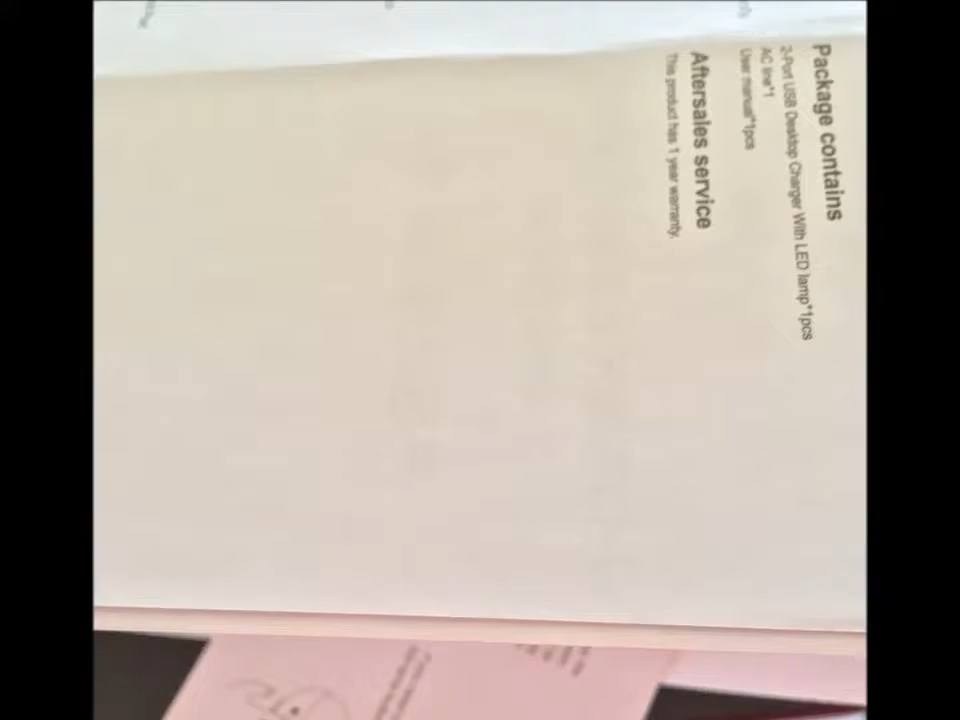 Package contains
2-Port USB Desktop Charger With LED lamp*1pcs
AC line*1
User manual*1pcs
Aftersales service
This product has 1 year warranty.